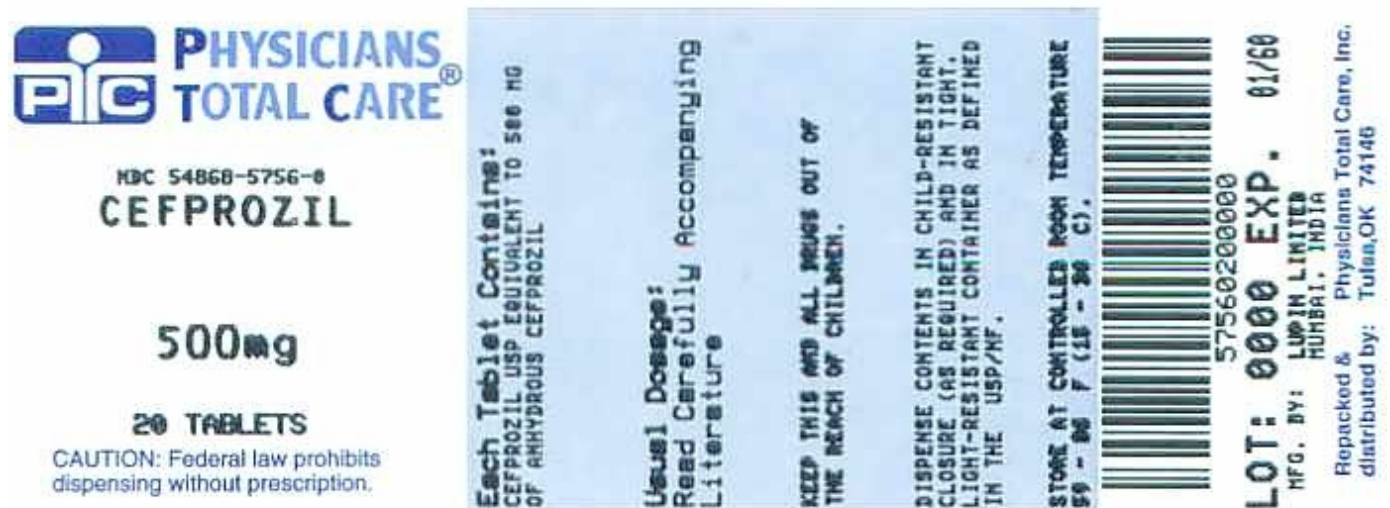 PTC
PHYSICIANS
TOTAL CARE®
NDC 54868-5756-0
CEFPROZIL
500mg
20 TABLETS
CAUTION: Federal law prohibits
dispensing without prescription.
Each Tablet Contains:
CEFPROZIL USP EQUIVALENT TO 500 MG
OF ANHYDROUS CEFPROZIL
Usual Dosage:
Read Carefully Accompanying
Literature
KEEP THIS AND ALL DRUGS OUT OF
THE REACH OF CHILDREN.
DISPENSE CONTENTS IN CHILD-RESISTANT
CLOSURE (AS REQUIRED) AND IN TIGHT,
LIGHT-RESISTANT CONTAINER AS DEFINED
IN THE USP/NF.
STORE AT CONTROLLED ROOM TEMPERATURE
59 - 86 F (15 - 30 C).
5756020000
LOT: 0000 EXP. 01/60
MFG. BY: LUPIN LIMITED
MUMBAI. INDIA
Repacked & Physicians Total Care, Inc.
distributed by: Tulsa,OK 74146